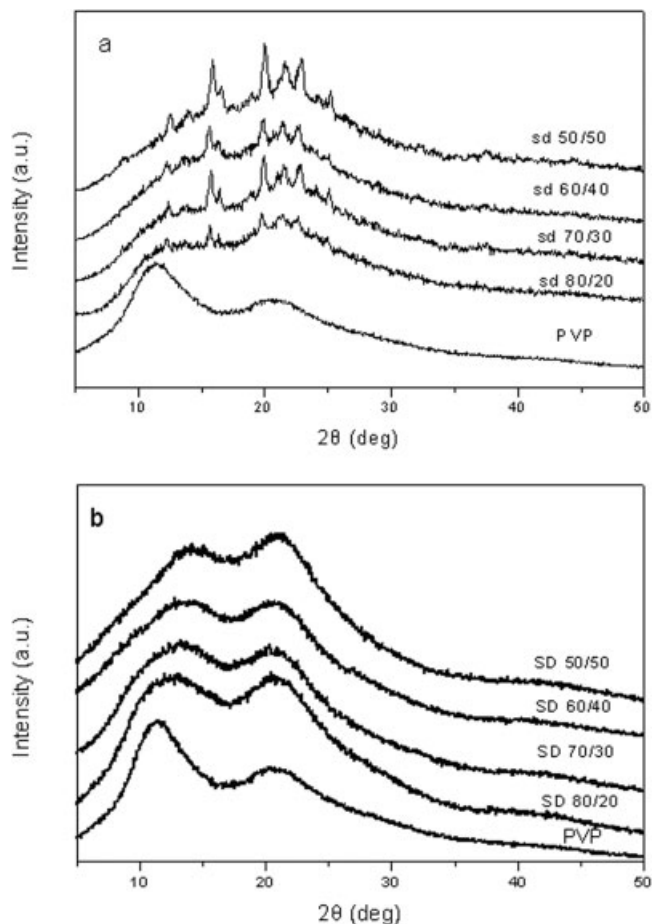 a
Intensity (a.u.)
sd 50/50
sd 60/40
sd 70/30
sd 80/20
PVP
10 20 30 40 50
2θ (deg)
b
Intensity (a.u.)
SD 50/50
SD 60/40
SD 70/30
SD 80/20
PVP
10 20 30 40 50
2θ (deg)